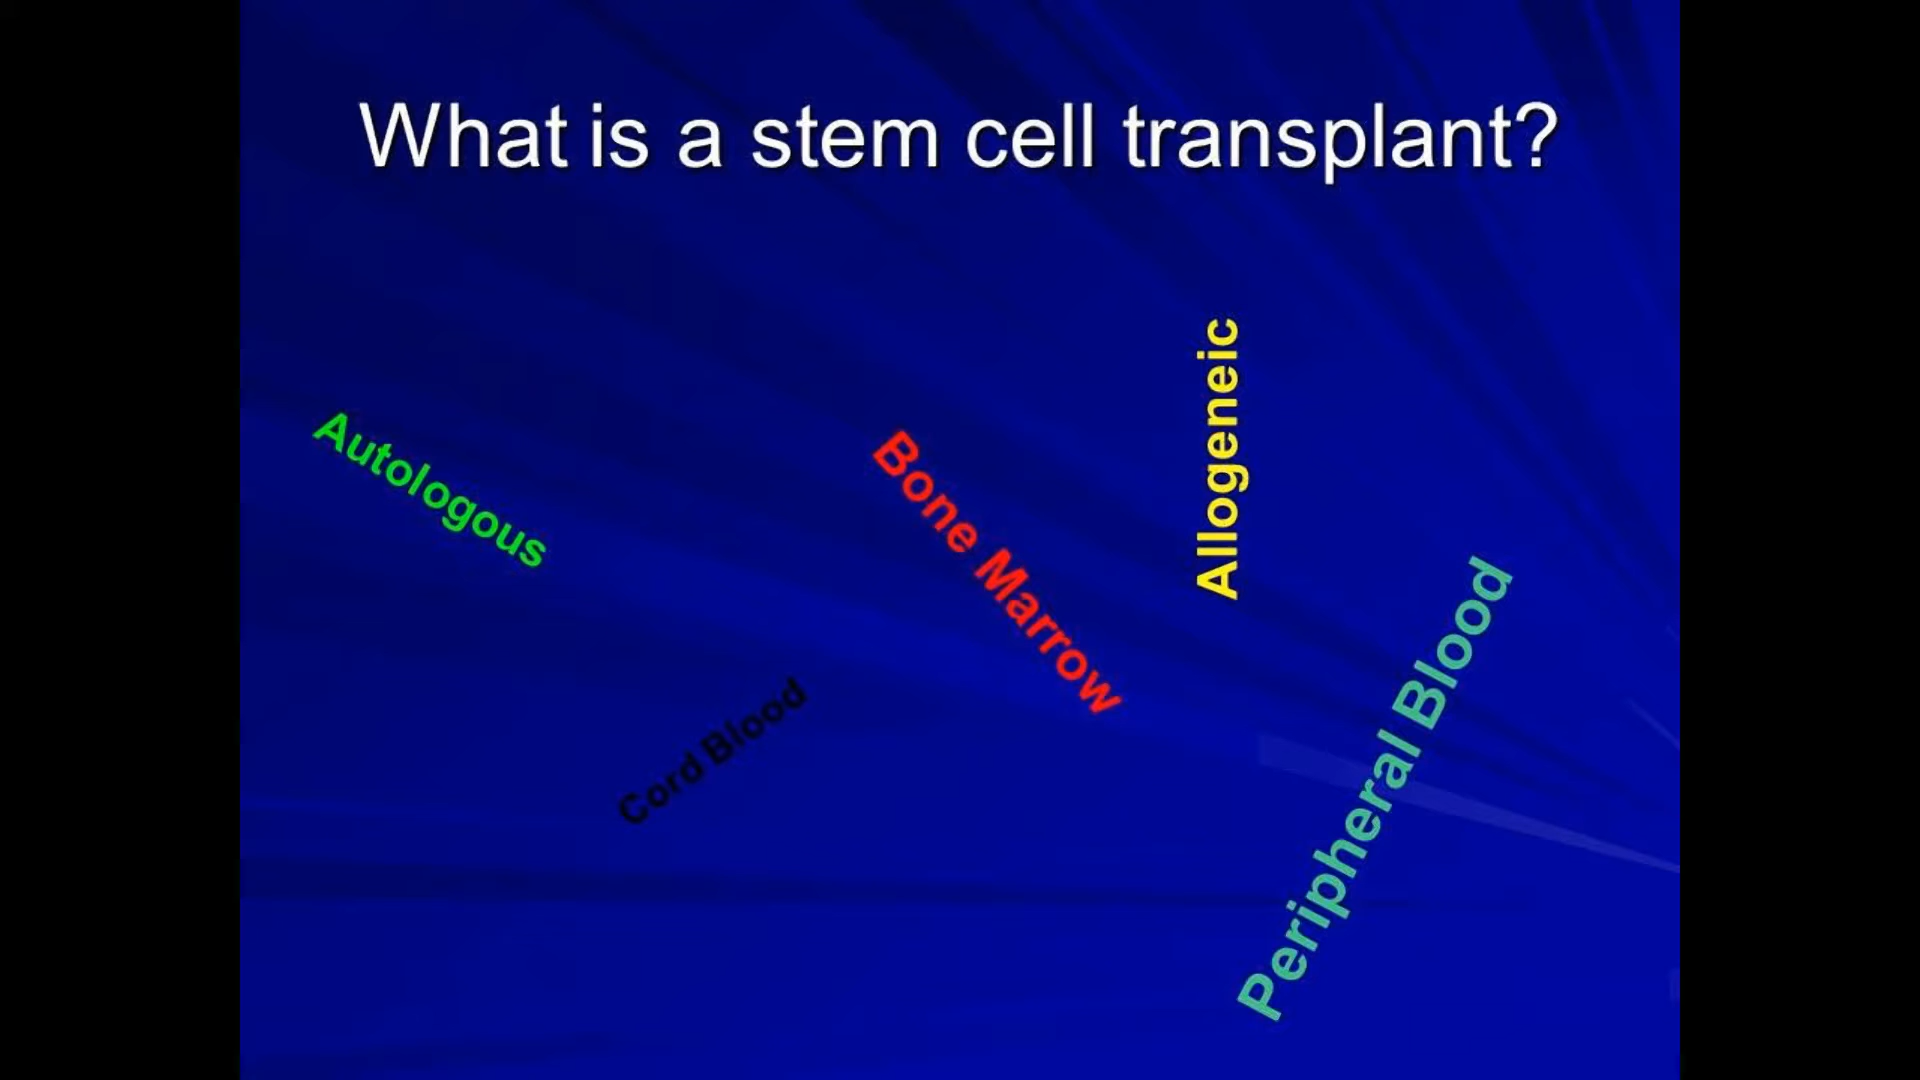 What is a stem cell transplant?
Autologous
Bone Marrow
Allogeneic
Cord Blood
Peripheral Blood